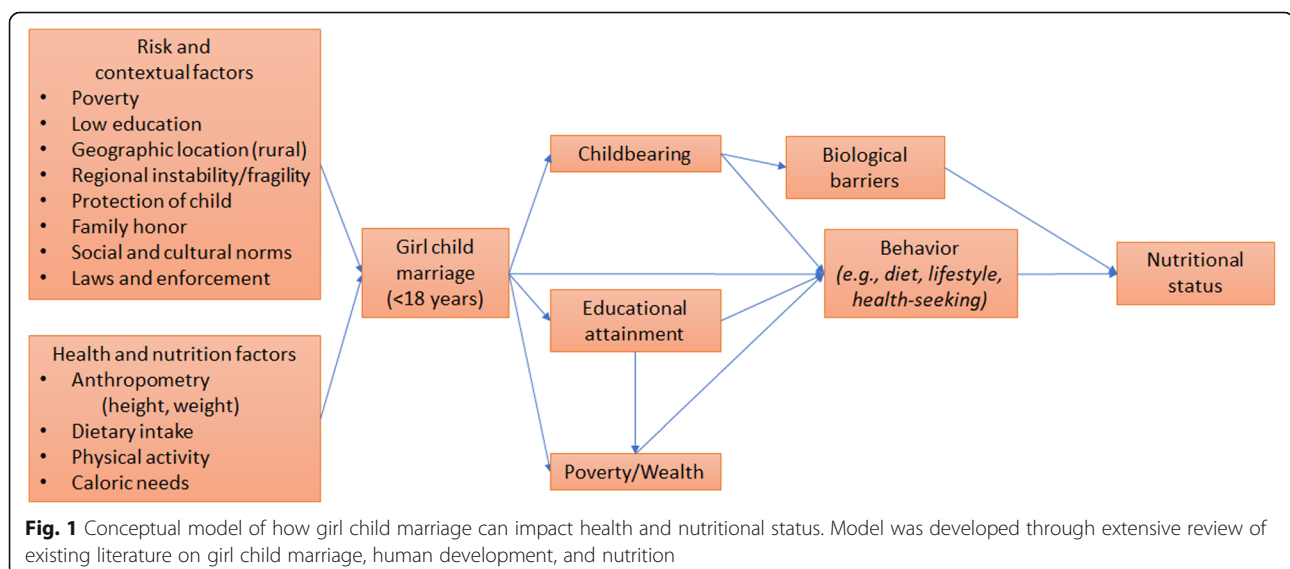 Risk and
contextual factors
• Poverty
• Low education
• Geographic location (rural)
• Regional instability/fragility
• Protection of child
• Family honor
• Social and cultural norms
• Laws and enforcement
Health and nutrition factors
• Anthropometry
(height, weight)
• Dietary intake
• Physical activity
• Caloric needs
Girl child
marriage
(<18 years)
Childbearing
Educational
attainment
Poverty/Wealth
Biological
barriers
Behavior
(e.g., diet, lifestyle,
health-seeking)
Nutritional
status
Fig. 1 Conceptual model of how girl child marriage can impact health and nutritional status. Model was developed through extensive review of
existing literature on girl child marriage, human development, and nutrition